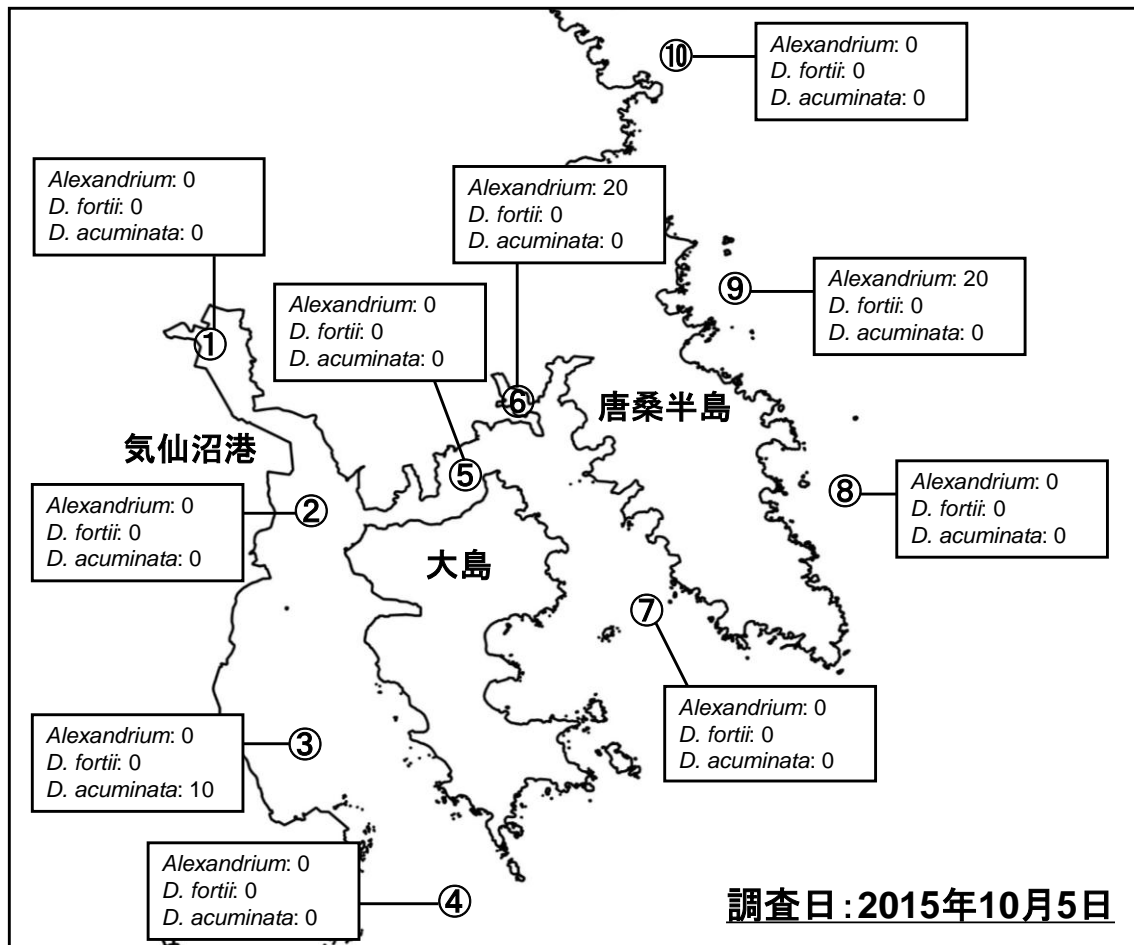 ⑩
Alexandrium: 0
D. fortii: 0
D. acuminata: 0
①
Alexandrium: 0
D. fortii: 0
D. acuminata: 0
⑥
Alexandrium: 20
D. fortii: 0
D. acuminata: 0
⑨
Alexandrium: 20
D. fortii: 0
D. acuminata: 0
⑤
Alexandrium: 0
D. fortii: 0
D. acuminata: 0
唐桑半島
気仙沼港
②
Alexandrium: 0
D. fortii: 0
D. acuminata: 0
⑧
Alexandrium: 0
D. fortii: 0
D. acuminata: 0
大島
⑦
Alexandrium: 0
D. fortii: 0
D. acuminata: 0
③
Alexandrium: 0
D. fortii: 0
D. acuminata: 10
④
Alexandrium: 0
D. fortii: 0
D. acuminata: 0
調査日:2015年10月5日